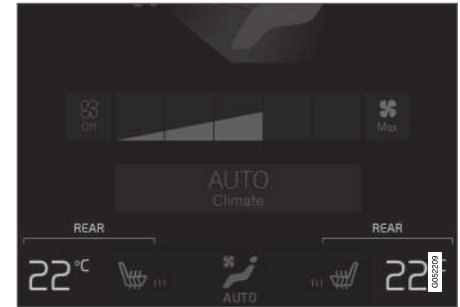 Off
Max
AUTO
Climate
REAR REAR
22°C 22°
AUTO
G052209